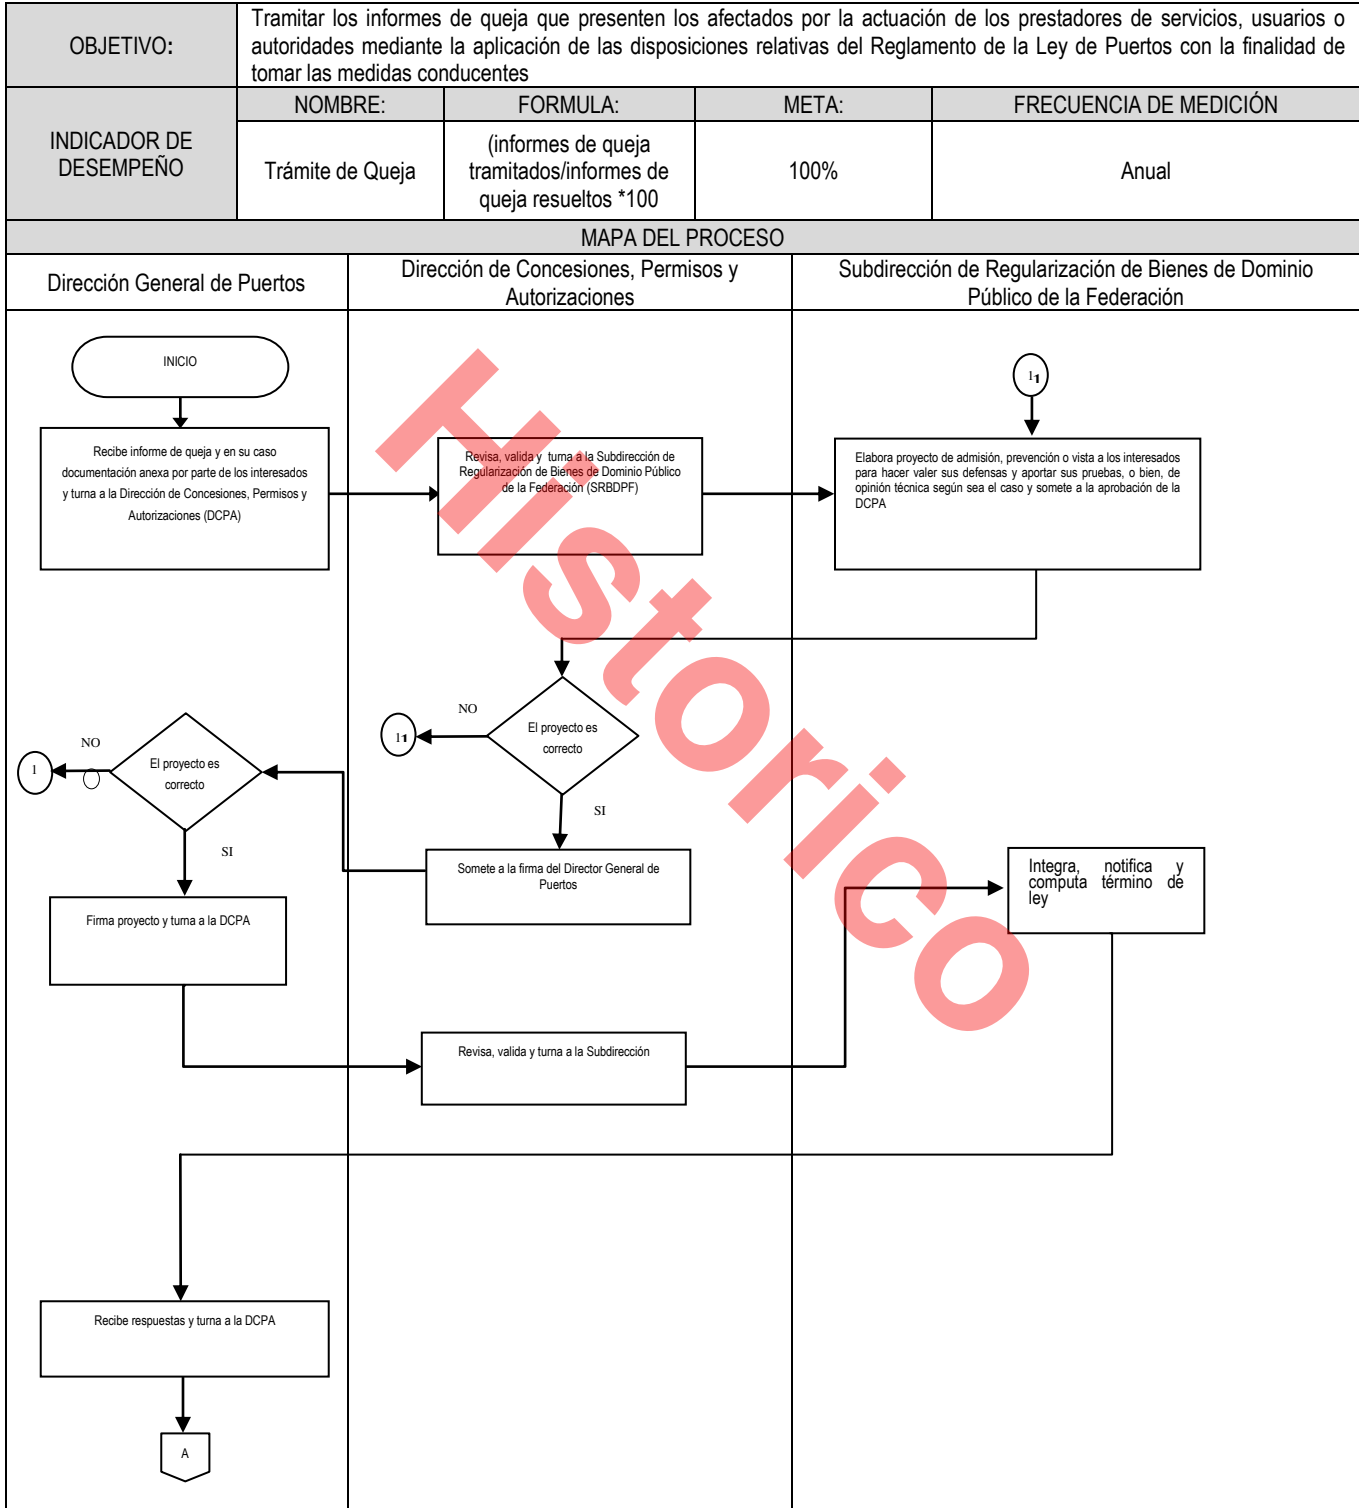 OBJETIVO:
Tramitar los informes de queja que presenten los afectados por la actuación de los prestadores de servicios, usuarios o
autoridades mediante la aplicación de las disposiciones relativas del Reglamento de la Ley de Puertos con la finalidad de
tomar las medidas conducentes
INDICADOR DE
DESEMPEÑO
NOMBRE:
FORMULA:
META:
FRECUENCIA DE MEDICIÓN
Trámite de Queja
(informes de queja
tramitados/informes de
queja resueltos *100
100%
Anual
MAPA DEL PROCESO
Dirección General de Puertos
Dirección de Concesiones, Permisos y
Autorizaciones
Subdirección de Regularización de Bienes de Dominio
Público de la Federación
INICIO
11
Recibe informe de queja y en su caso
documentación anexa por parte de los interesados
y turna a la Dirección de Concesiones, Permisos y
Autorizaciones (DCPA)
Revisa, valida y turna a la Subdirección de
Regularización de Bienes de Dominio Público
de la Federación (SRBDPF)
Elabora proyecto de admisión, prevención o vista a los interesados
para hacer valer sus defensas y aportar sus pruebas, o bien, de
opinión técnica según sea el caso y somete a la aprobación de la
DCPA
El proyecto es
correcto
NO
11
SI
El proyecto es
correcto
NO
1
SI
Somete a la firma del Director General de
Puertos
Integra, notifica y
computa término de
ley
Firma proyecto y turna a la DCPA
Revisa, valida y turna a la Subdirección
Recibe respuestas y turna a la DCPA
A
Historico